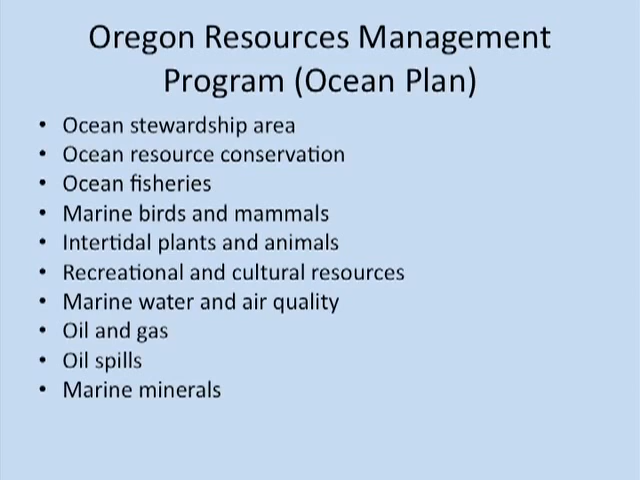 Oregon Resources Management
Program (Ocean Plan)
• Ocean stewardship area
• Ocean resource conservation
• Ocean fisheries
• Marine birds and mammals
• Intertidal plants and animals
• Recreational and cultural resources
• Marine water and air quality
• Oil and gas
• Oil spills
• Marine minerals